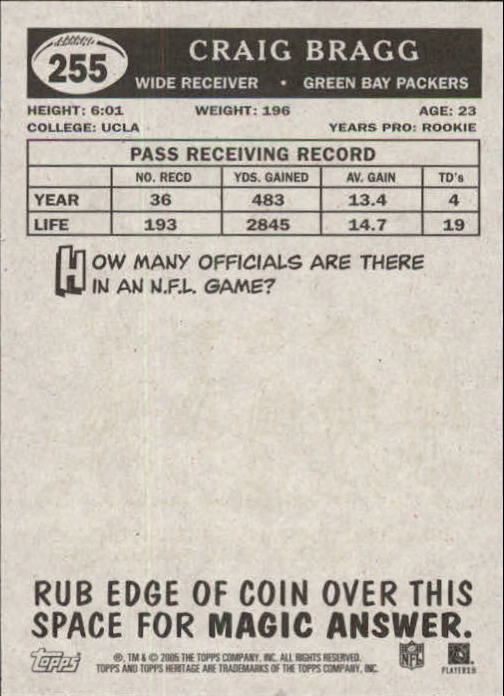 255
CRAIG BRAGG
WIDE RECEIVER • GREEN BAY PACKERS
HEIGHT: 6:01 WEIGHT: 196 AGE: 23
COLLEGE: UCLA YEARS PRO: ROOKIE
PASS RECEIVING RECORD
NO. RECD YDS. GAINED AV. GAIN TD's
YEAR 36 483 13.4 4
LIFE 193 2845 14.7 19
HOW MANY OFFICIALS ARE THERE
IN AN N.F.L. GAME?
RUB EDGE OF COIN OVER THIS
SPACE FOR MAGIC ANSWER.
Topps
®, TM & © 2005 THE TOPPS COMPANY, INC. ALL RIGHTS RESERVED.
TOPPS AND TOPPS HERITAGE ARE TRADEMARKS OF THE TOPPS COMPANY, INC.
NFL
PLAYERS